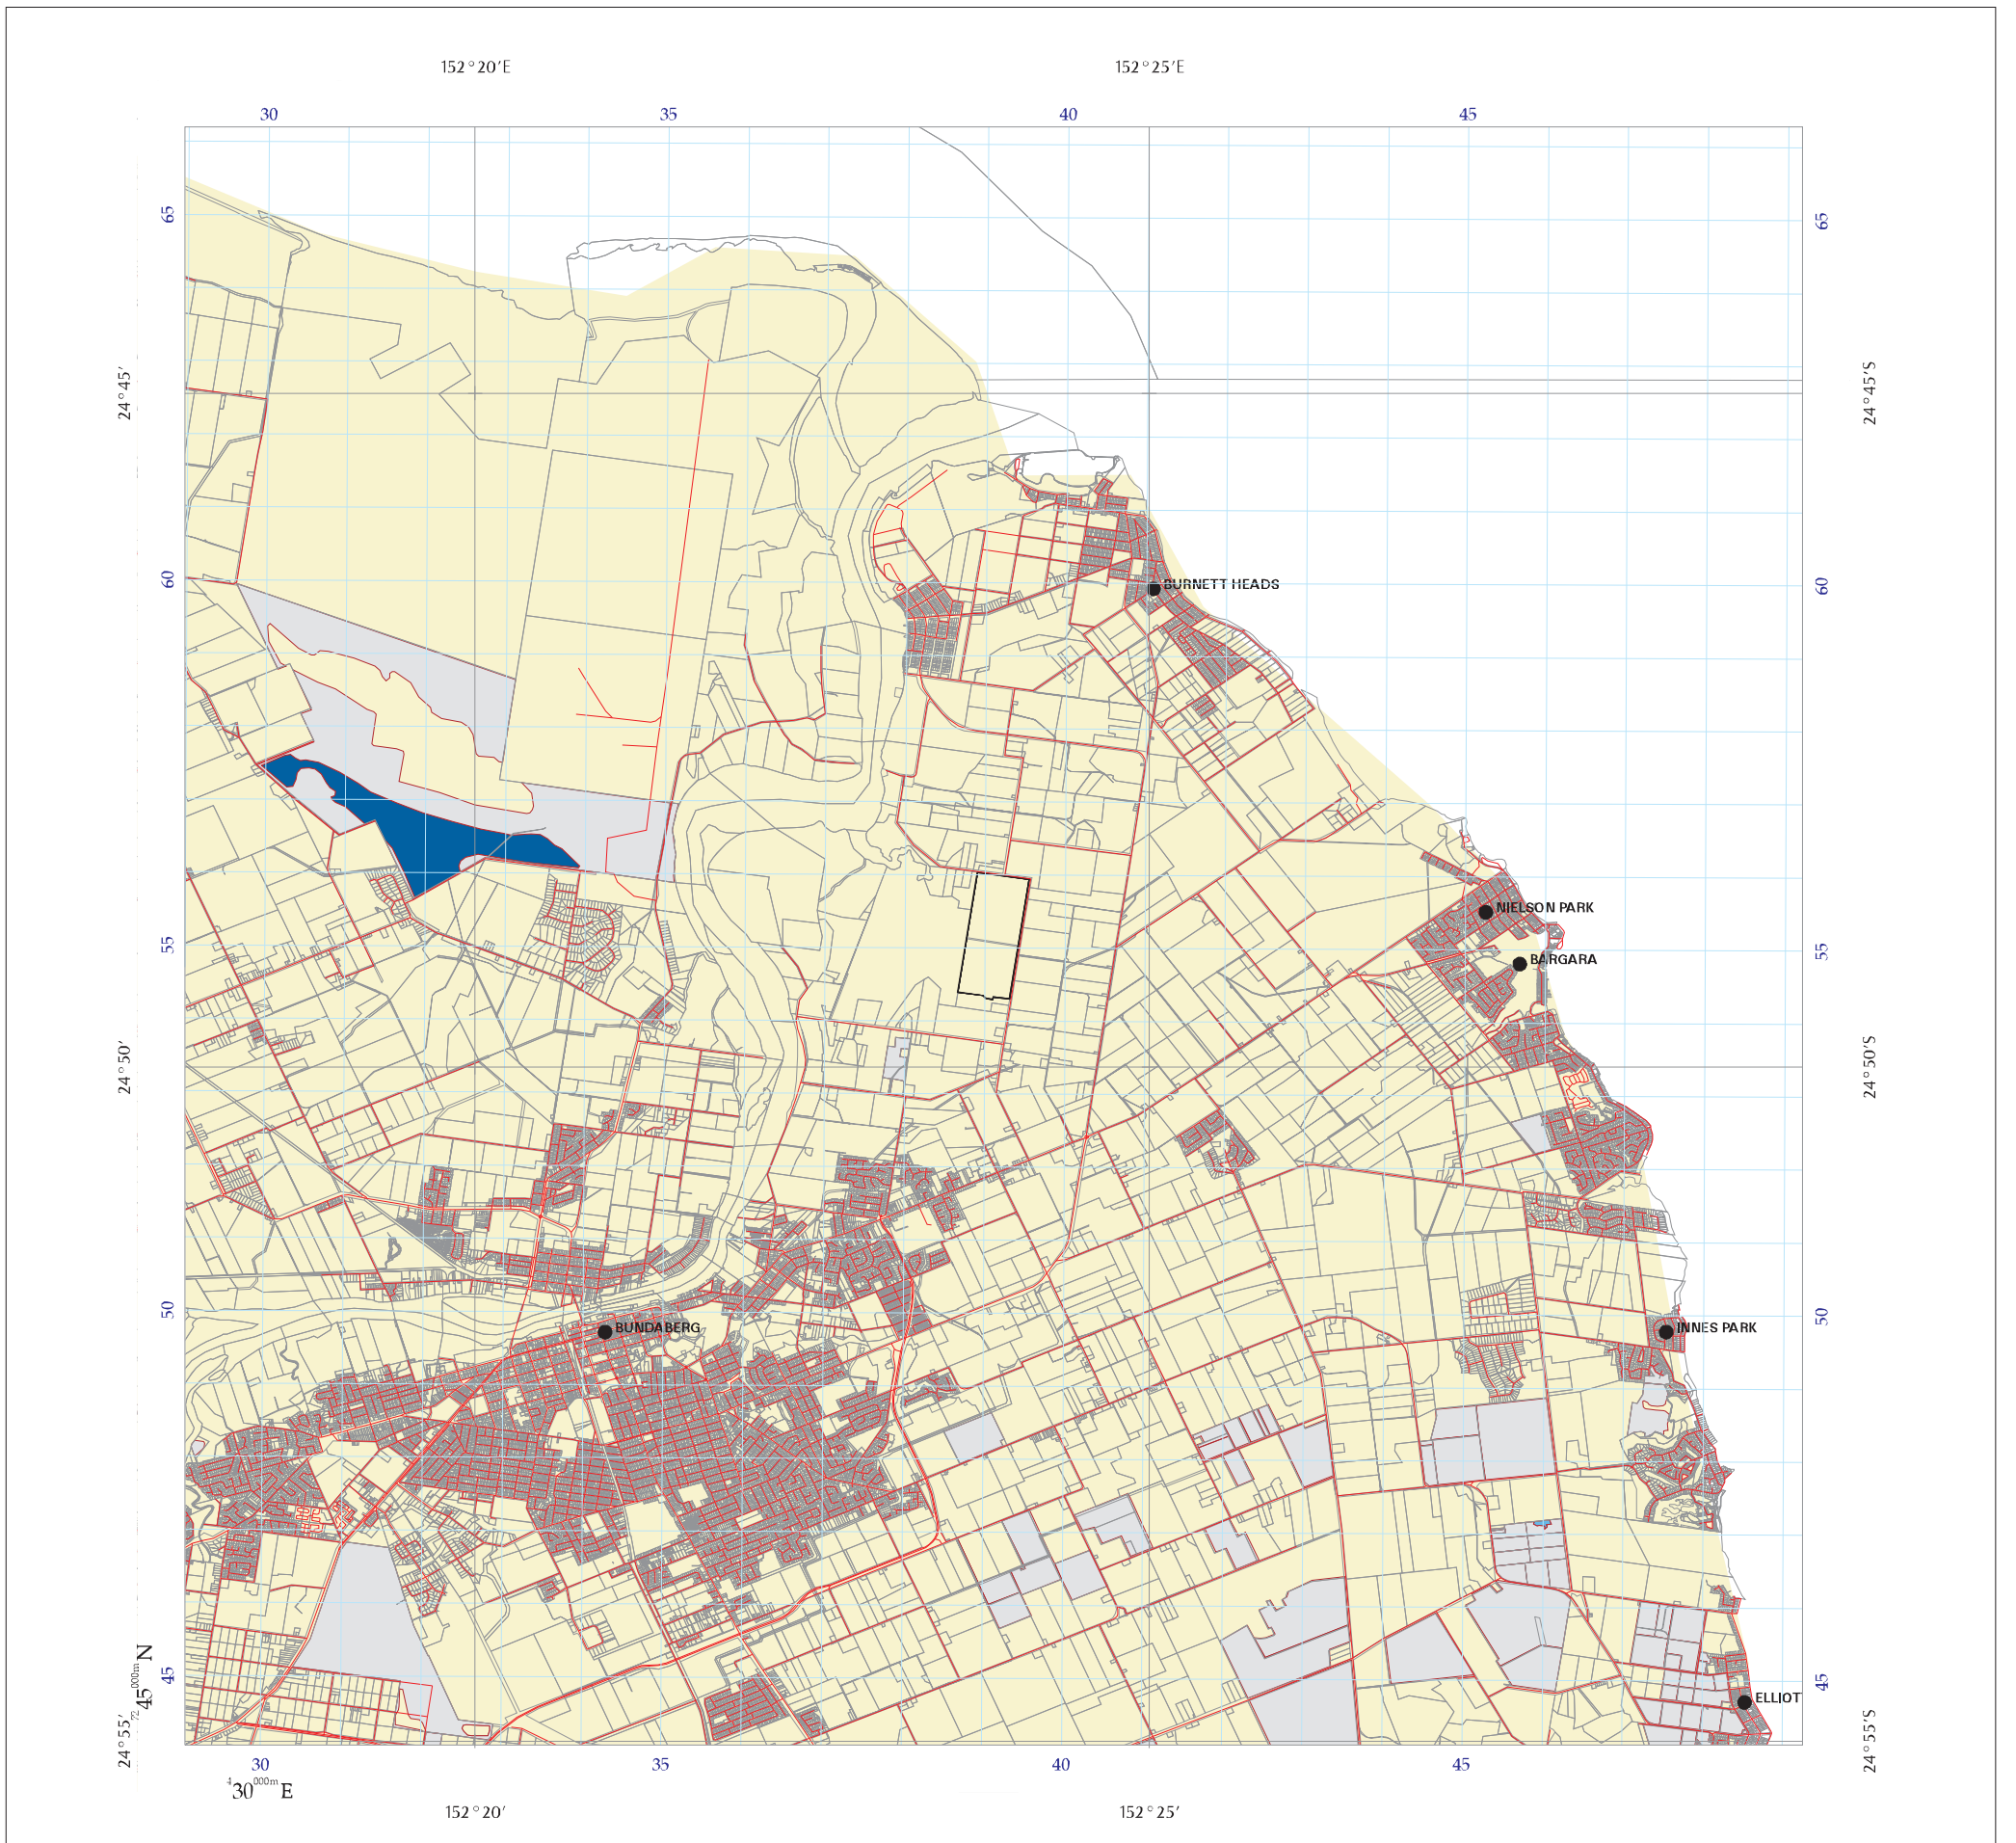 152°20'E 152°25'E
30 35 40 45
65 65
24°45' 24°45'S
60 BURNETT HEADS 60
NIELSON PARK
55 BARGARA 55
24°50' 24°50'S
50 BUNDABERG INNES PARK 50
45 45
7245000m N
ELLIOT
24°55' 24°55'S
30 35 40 45
430000m E
152°20' 152°25'